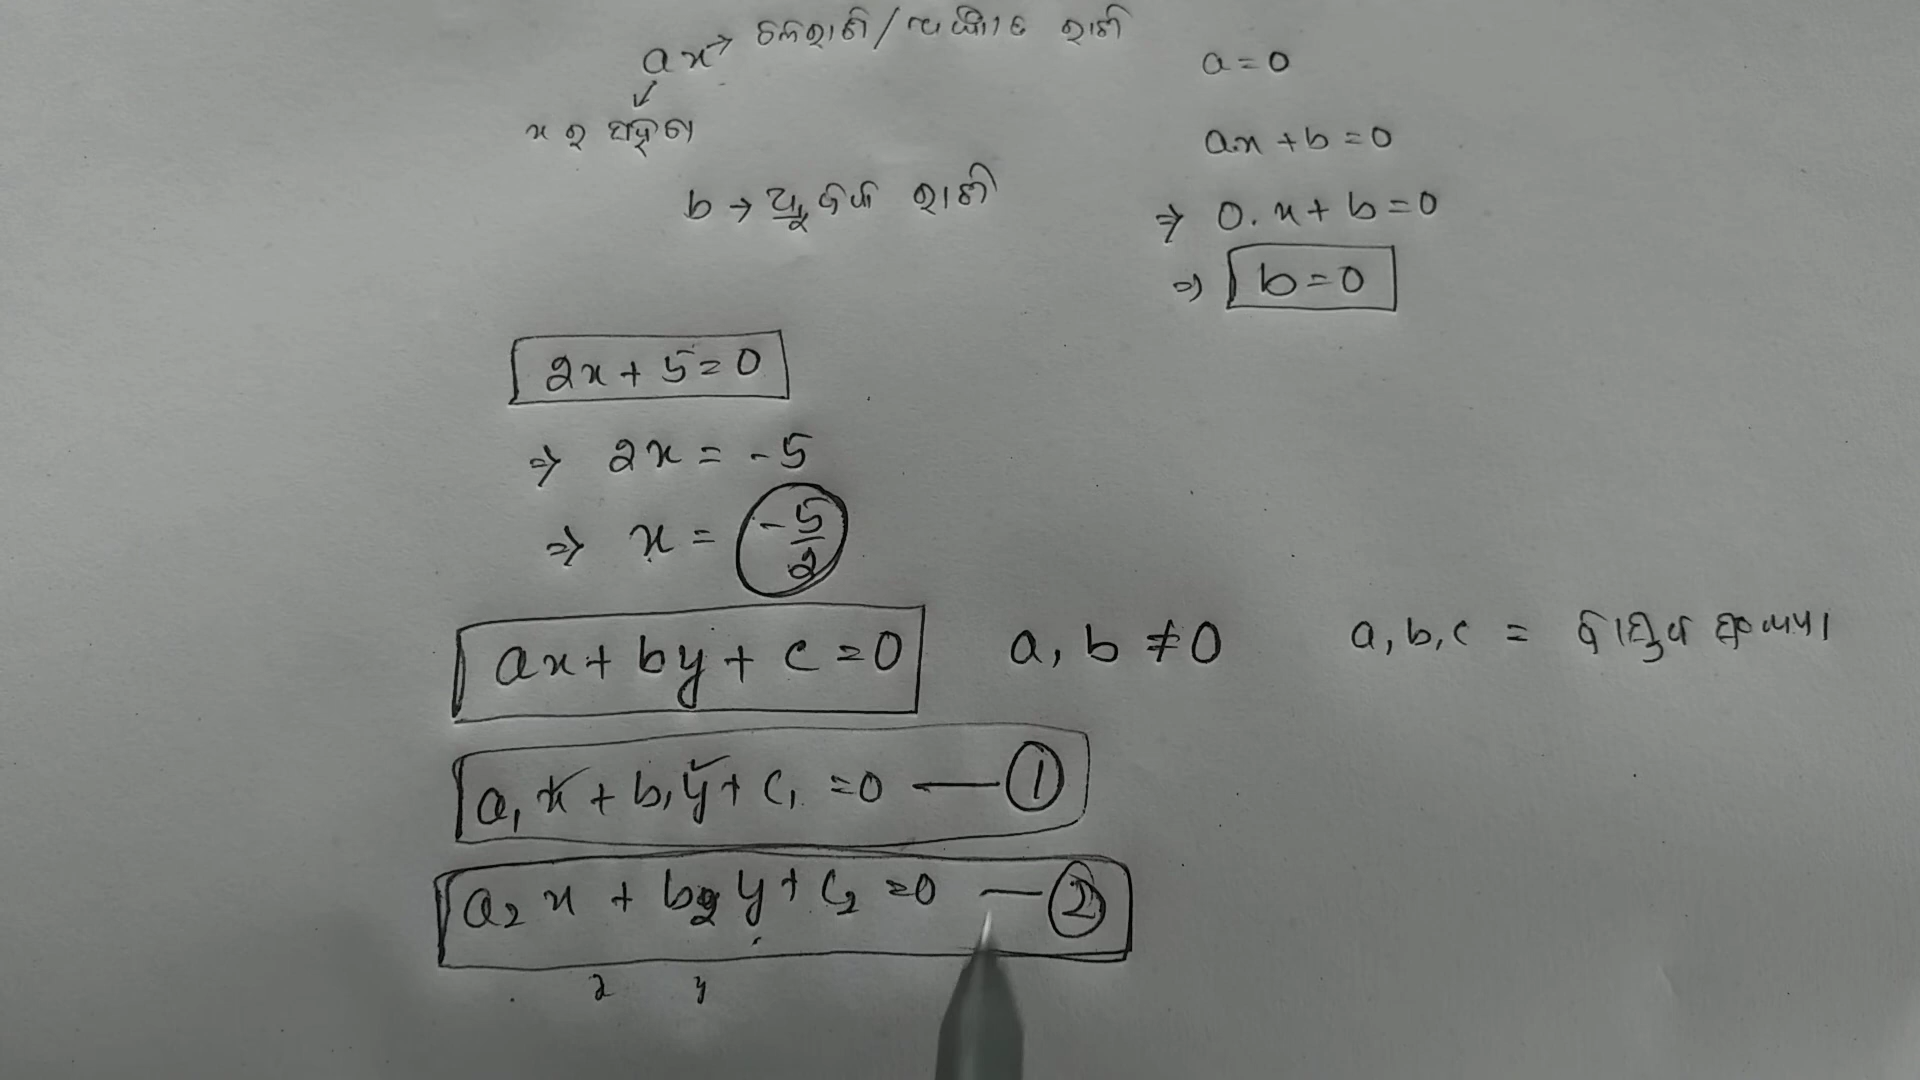 ax → ଚଳରାଶି / ଅଜ୍ଞାତ ରାଶି
x ର ସହଗ
b → ଧ୍ରୁବକ ରାଶି
a = 0
ax + b = 0
⇒ 0. x + b = 0
⇒ b = 0
2x + 5 = 0
⇒ 2x = -5
⇒ x = -5/2
ax + by + c = 0 a, b ≠ 0 a, b, c = ବାସ୍ତବ ସଂଖ୍ୟା
a₁x + b₁y + c₁ = 0 — ①
a₂x + b₂y + c₂ = 0 — ②
y